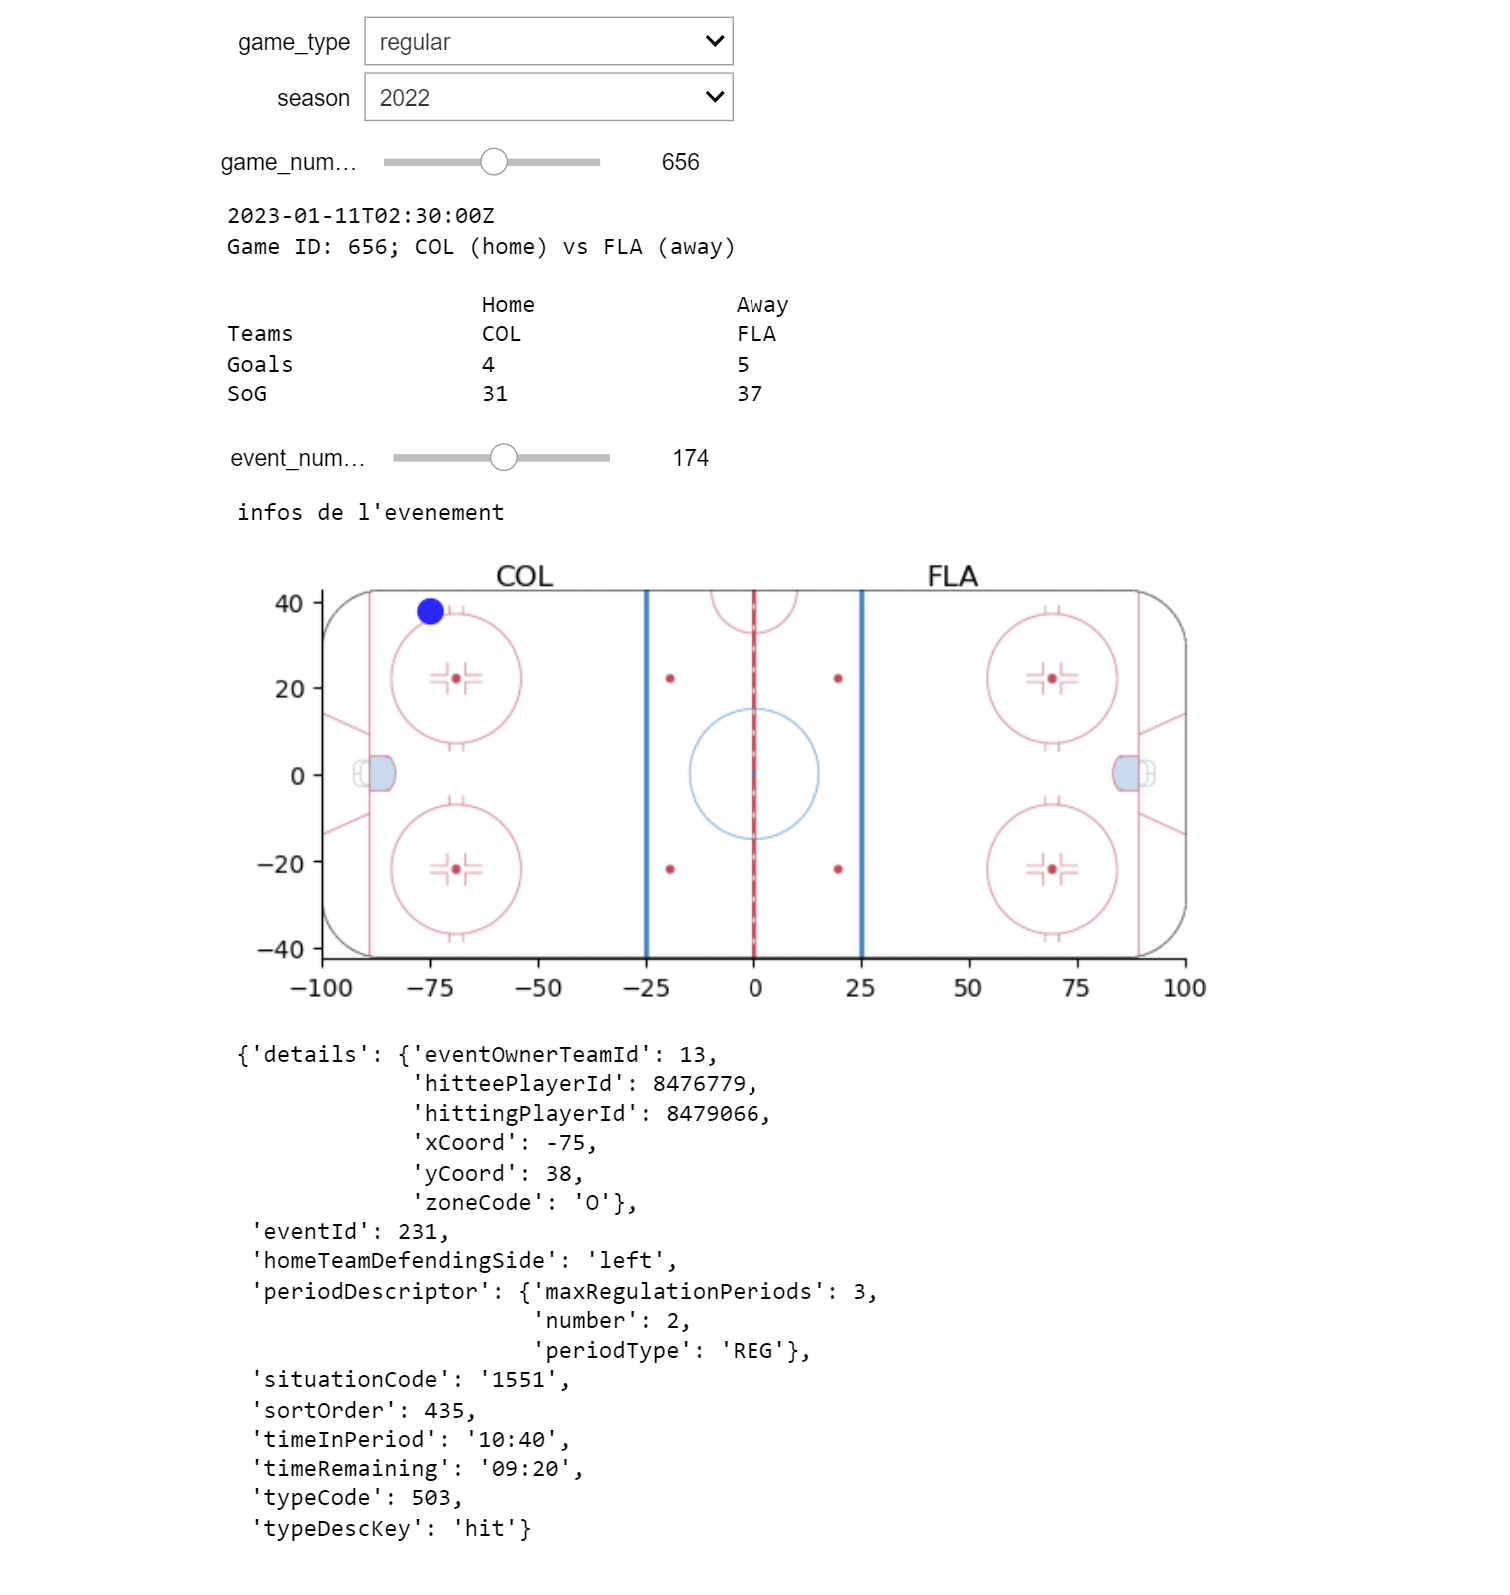 game_type regular
season 2022
game_num… 656
2023-01-11T02:30:00Z
Game ID: 656; COL (home) vs FLA (away)
Home Away
Teams COL FLA
Goals 4 5
SoG 31 37
event_num… 174
infos de l'evenement
COL FLA
40
20
0
−20
−40
−100 −75 −50 −25 0 25 50 75 100
{'details': {'eventOwnerTeamId': 13,
'hitteePlayerId': 8476779,
'hittingPlayerId': 8479066,
'xCoord': -75,
'yCoord': 38,
'zoneCode': 'O'},
'eventId': 231,
'homeTeamDefendingSide': 'left',
'periodDescriptor': {'maxRegulationPeriods': 3,
'number': 2,
'periodType': 'REG'},
'situationCode': '1551',
'sortOrder': 435,
'timeInPeriod': '10:40',
'timeRemaining': '09:20',
'typeCode': 503,
'typeDescKey': 'hit'}